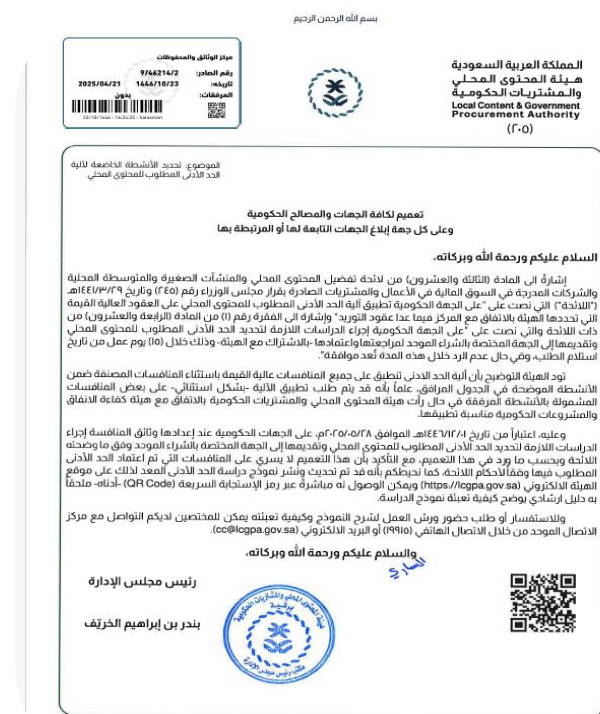 بسم الله الرحمن الرحيم
المملكة العربية السعودية
هيئة المحتوى المحلي
والمشتريات الحكومية
Local Content & Government
Procurement Authority
(٢٠٥)
مركز الوثائق والمحفوظات
رقم الصادر: 9/46214/2
تاريخه: 1446/10/23 2025/04/21
المرفقات: بدون
الموضوع: تحديد الأنشطة الخاضعة لآلية
الحد الأدنى المطلوب للمحتوى المحلي
تعميم لكافة الجهات والمصالح الحكومية
وعلى كل جهة إبلاغ الجهات التابعة لها أو المرتبطة بها
السلام عليكم ورحمة الله وبركاته،
إشارةً الى المادة (الثالثة والعشرون) من لائحة تفضيل المحتوى المحلي والمنشآت الصغيرة والمتوسطة المحلية
والشركات المدرجة في السوق المالية في الأعمال والمشتريات الصادرة بقرار مجلس الوزراء رقم (٢٤٥) وتاريخ ١٤٤١/٣/٢٩هـ
("اللائحة") التي نصت على "على الجهة الحكومية تطبيق آلية الحد الأدنى المطلوب للمحتوى المحلي على العقود العالية القيمة
التي تحددها الهيئة بالاتفاق مع المركز فيما عدا عقود التوريد" وإشارة الى الفقرة رقم (١) من المادة (الرابعة والعشرون) من
ذات اللائحة والتي نصت على "على الجهة الحكومية إجراء الدراسات اللازمة لتحديد الحد الأدنى المطلوب للمحتوى المحلي
وتقديمها إلى الجهة المختصة بالشراء الموحد لمراجعتها واعتمادها -بالاشتراك مع الهيئة- وذلك خلال (١٥) يوم عمل من تاريخ
استلام الطلب، وفي حال عدم الرد خلال هذه المدة تُعد موافقة".
تود الهيئة التوضيح بأن آلية الحد الأدنى تنطبق على جميع المنافسات عالية القيمة باستثناء المنافسات المصنفة ضمن
الأنشطة الموضحة في الجدول المرافق، علماً بأنه قد يتم طلب تطبيق الآلية -بشكل استثنائي- على بعض المنافسات
المشمولة بالأنشطة المرفقة في حال رأت هيئة المحتوى المحلي والمشتريات الحكومية بالاتفاق مع هيئة كفاءة الانفاق
والمشروعات الحكومية مناسبة تطبيقها.
وعليه، اعتباراً من تاريخ ١٤٤٦/١٢/٠١هـ الموافق ٢٠٢٥/٠٥/٢٨م، على الجهات الحكومية عند إعدادها وثائق المنافسة إجراء
الدراسات اللازمة لتحديد الحد الأدنى المطلوب للمحتوى المحلي وتقديمها إلى الجهة المختصة بالشراء الموحد وفق ما وضحته
اللائحة وبحسب ما ورد في هذا التعميم، مع التأكيد بأن هذا التعميم لا يسري على المنافسات التي تم اعتماد الحد الأدنى
المطلوب فيها وفقاً لأحكام اللائحة، كما نحيطكم بأنه قد تم تحديث ونشر نموذج دراسة الحد الأدنى المعد لذلك على موقع
الهيئة الالكتروني (https://lcgpa.gov.sa) ويمكن الوصول له مباشرةً عبر رمز الإستجابة السريعة (QR Code) -أدناه- ملحقاً
به دليل ارشادي يوضح كيفية تعبئة نموذج الدراسة.
وللاستفسار أو طلب حضور ورش العمل لشرح النموذج وكيفية تعبئته يمكن للمختصين لديكم التواصل مع مركز
الاتصال الموحد من خلال الاتصال الهاتفي (١٩٩١٥) أو البريد الالكتروني (cc@lcgpa.gov.sa).
والسلام عليكم ورحمة الله وبركاته،
رئيس مجلس الإدارة
بندر بن إبراهيم الخريّف
هيئة المحتوى المحلي والمشتريات الحكومية
برقية
مكتب رئيس مجلس الإدارة